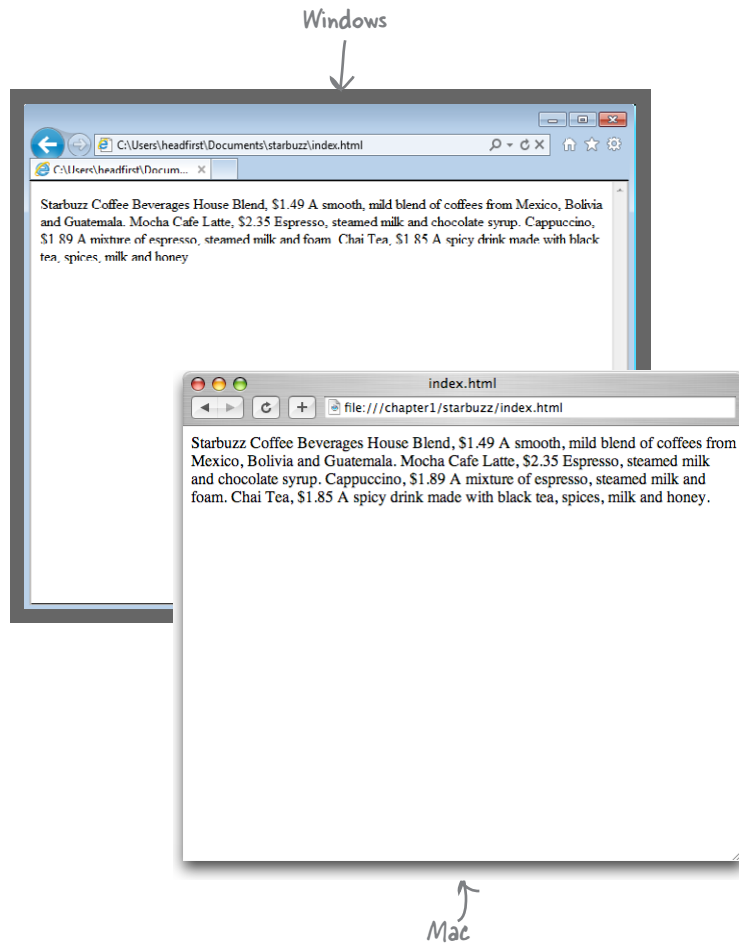 Windows
C:\Users\headfirst\Documents\starbuzz\index.html
C:\Users\headfirst\Docum...
Starbuzz Coffee Beverages House Blend, $1.49 A smooth, mild blend of coffees from Mexico, Bolivia
and Guatemala. Mocha Cafe Latte, $2.35 Espresso, steamed milk and chocolate syrup. Cappuccino,
$1.89 A mixture of espresso, steamed milk and foam. Chai Tea, $1.85 A spicy drink made with black
tea, spices, milk and honey
index.html
file:///chapter1/starbuzz/index.html
Starbuzz Coffee Beverages House Blend, $1.49 A smooth, mild blend of coffees from
Mexico, Bolivia and Guatemala. Mocha Cafe Latte, $2.35 Espresso, steamed milk
and chocolate syrup. Cappuccino, $1.89 A mixture of espresso, steamed milk and
foam. Chai Tea, $1.85 A spicy drink made with black tea, spices, milk and honey.
Mac